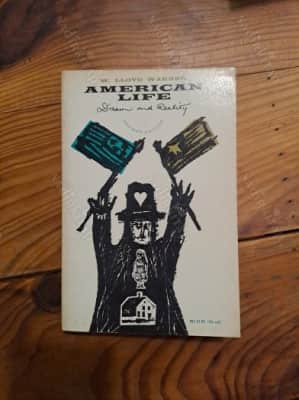 W. LLOYD WARNER
AMERICAN
LIFE
Dream and Reality